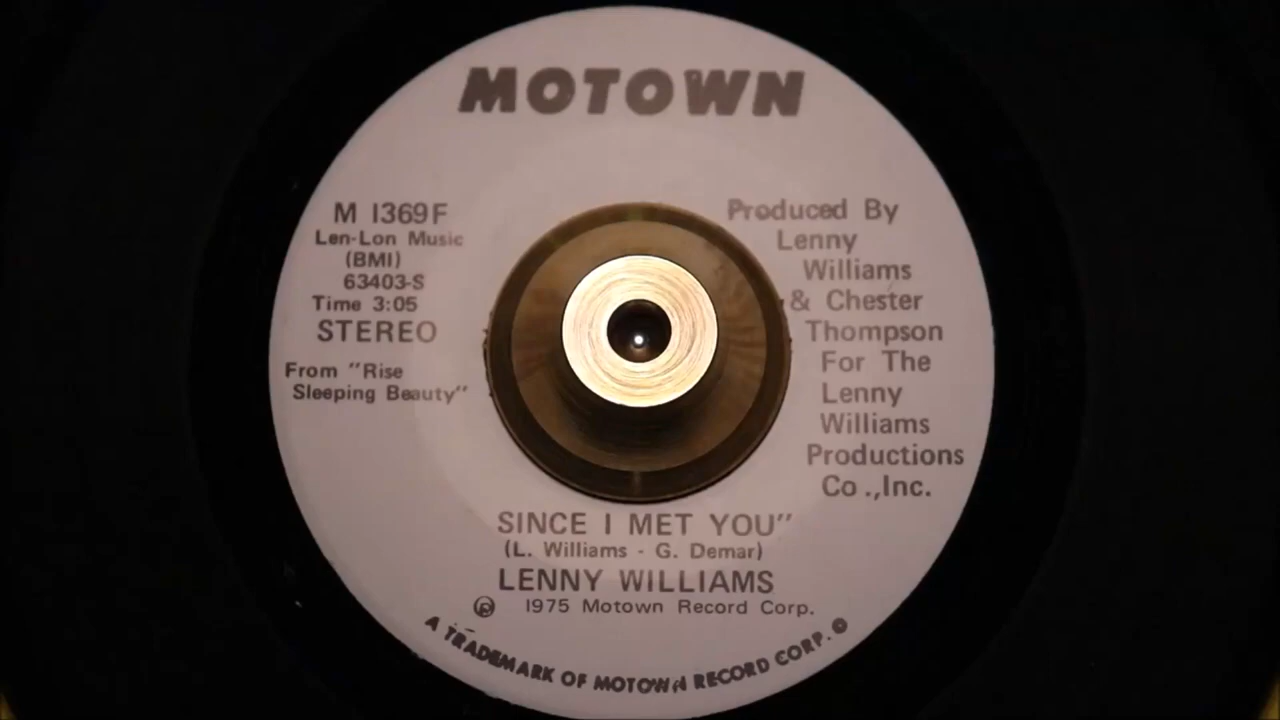 MOTOWN
M 1369F
Len-Lon Music
(BMI)
63403-S
Time 3:05
STEREO
From "Rise
Sleeping Beauty"
Produced By
Lenny
Williams
& Chester
Thompson
For The
Lenny
Williams
Productions
Co.,Inc.
SINCE I MET YOU"
(L. Williams - G. Demar)
LENNY WILLIAMS
℗ 1975 Motown Record Corp.
A TRADEMARK OF MOTOWN RECORD CORP. ©